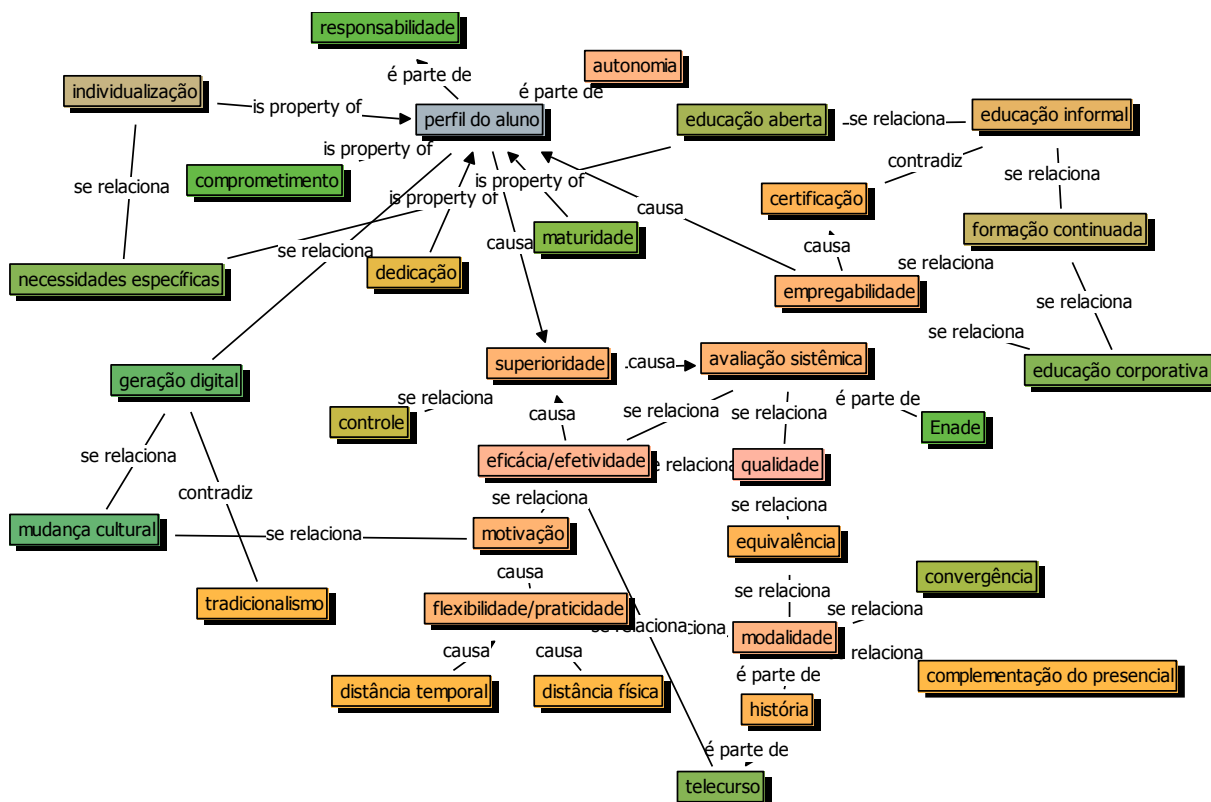 responsabilidade
autonomia
é parte de
é parte de
individualização
is property of
perfil do aluno
educação aberta
se relaciona
educação informal
is property of
contradiz
comprometimento
is property of
se relaciona
is property of
se relaciona
certificação
causa
maturidade
formação continuada
se relaciona
causa
causa
se relaciona
necessidades específicas
dedicação
empregabilidade
se relaciona
se relaciona
superioridade
causa
avaliação sistêmica
educação corporativa
geração digital
se relaciona
é parte de
controle
causa
se relaciona
se relaciona
Enade
se relaciona
eficácia/efetividade
se relaciona
qualidade
contradiz
se relaciona
se relaciona
mudança cultural
se relaciona
motivação
equivalência
causa
convergência
se relaciona
tradicionalismo
flexibilidade/praticidade
se relaciona
se relaciona
modalidade
causa
causa
relaciona
é parte de
complementação do presencial
distância temporal
distância física
história
é parte de
telecurso